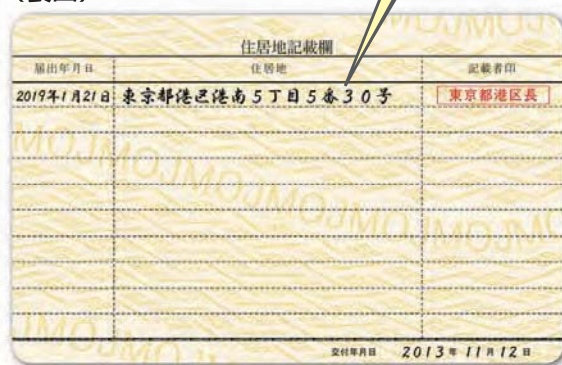 住居地記載欄
届出年月日 住居地 記載者印
2019年1月21日 東京都港区港南5丁目5番30号 東京都港区長
MOJMOJMOJMOJMOJMOJ
交付年月日 2013年11月12日